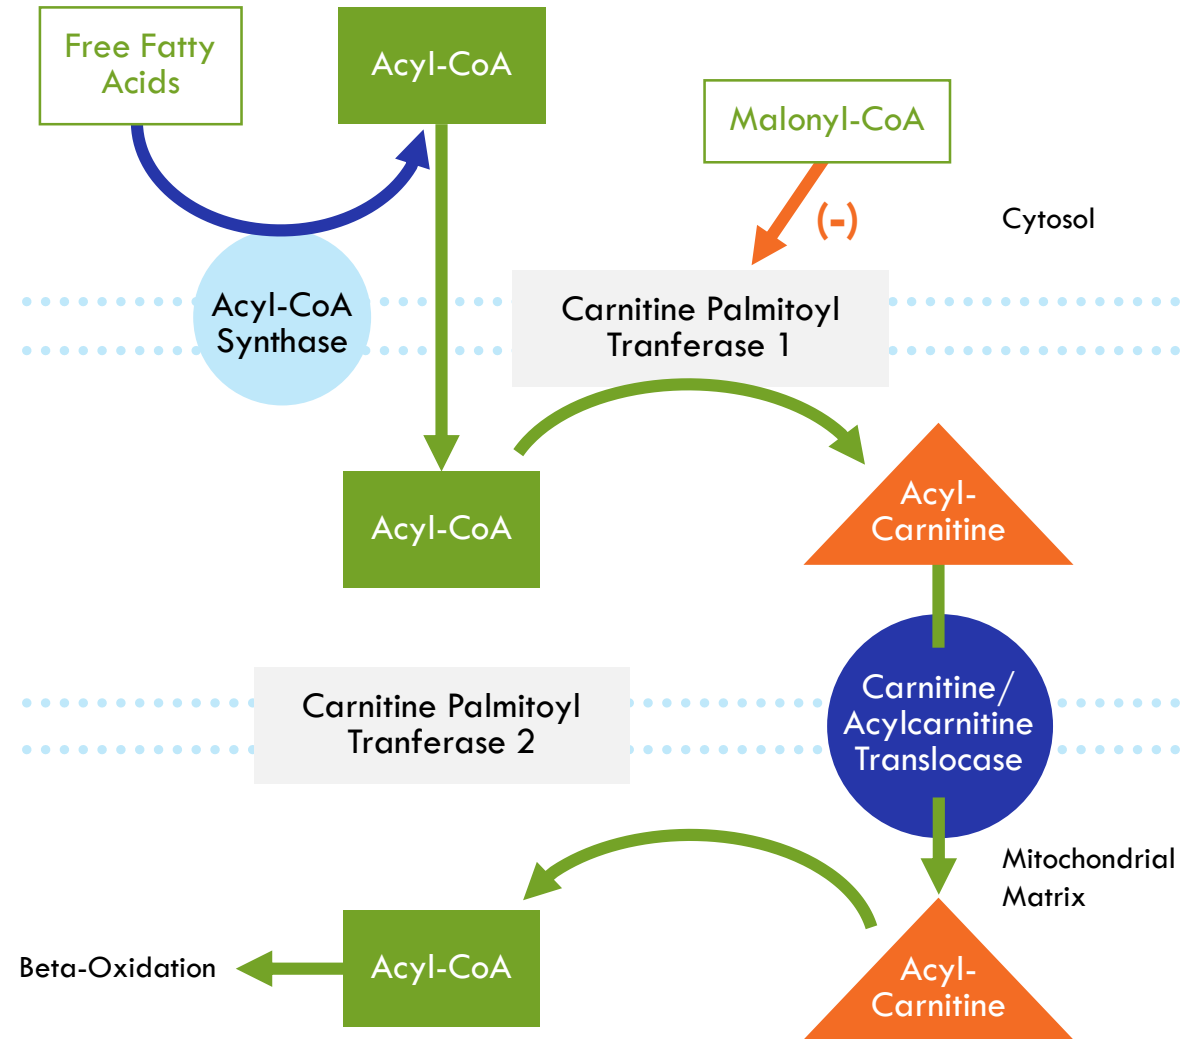 Free Fatty
Acids
Acyl-CoA
Malonyl-CoA
(-)
Cytosol
Acyl-CoA
Synthase
Carnitine Palmitoyl
Tranferase 1
Acyl-CoA
Acyl-
Carnitine
Carnitine Palmitoyl
Tranferase 2
Carnitine/
Acylcarnitine
Translocase
Mitochondrial
Matrix
Beta-Oxidation
Acyl-CoA
Acyl-
Carnitine